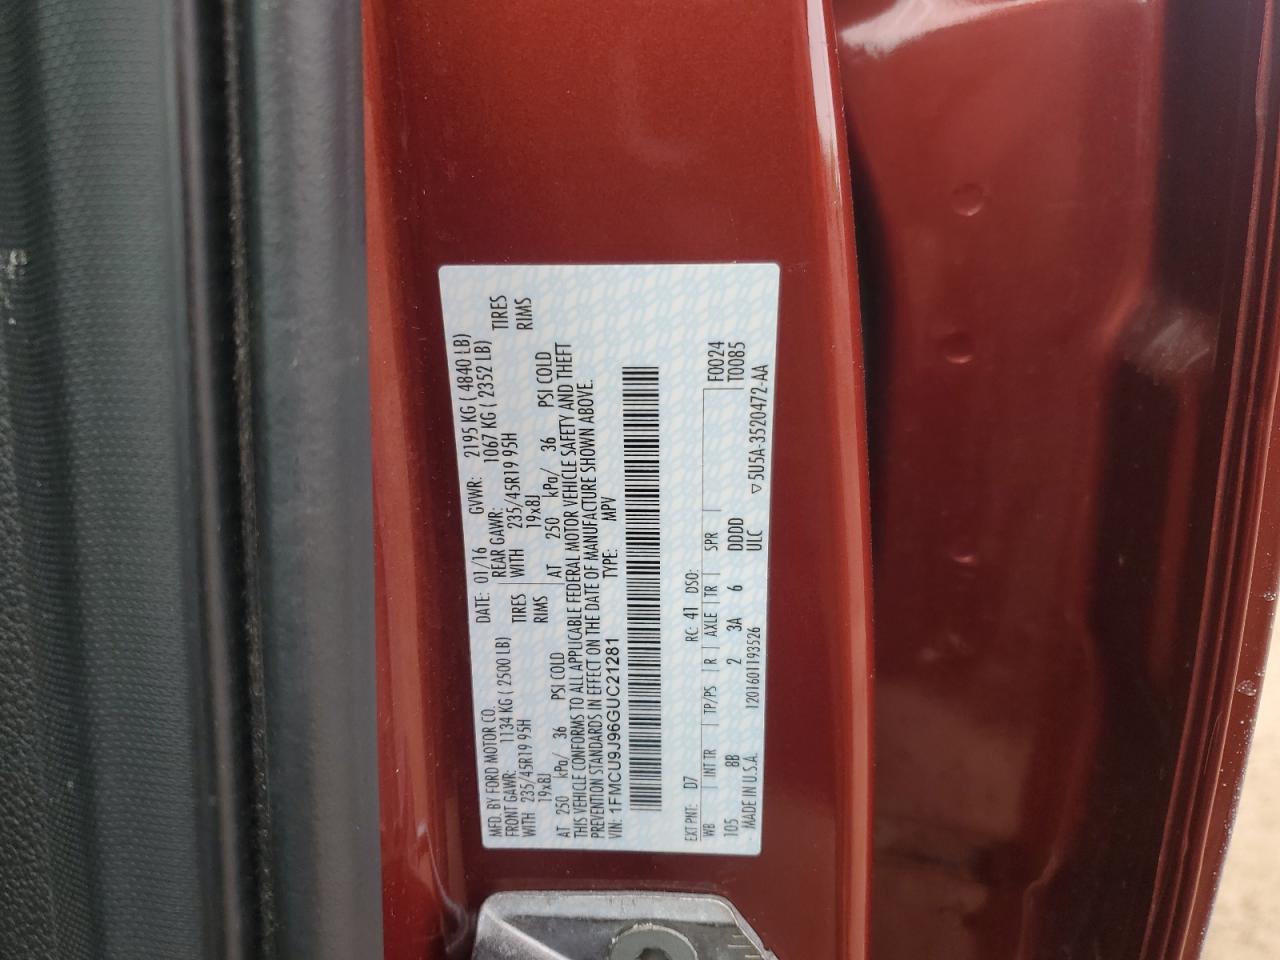 MFD. BY FORD MOTOR CO. DATE: 01/16 GVWR: 2195 KG ( 4840 LB)
FRONT GAWR: 1134 KG ( 2500 LB) REAR GAWR: 1067 KG ( 2352 LB)
WITH 235/45R19 95H TIRES WITH 235/45R19 95H TIRES
19x8J RIMS 19x8J RIMS
AT 250 kPa/ 36 PSI COLD AT 250 kPa/ 36 PSI COLD
THIS VEHICLE CONFORMS TO ALL APPLICABLE FEDERAL MOTOR VEHICLE SAFETY AND THEFT
PREVENTION STANDARDS IN EFFECT ON THE DATE OF MANUFACTURE SHOWN ABOVE.
VIN: 1FMCU9J96GUC21281 TYPE: MPV
EXT PNT: D7 RC: 41 DSO: F0024
WB INT TR TP/PS R AXLE TR SPR T0085
105 8B 2 3A 6 DDDD ▽5U5A-3520472-AA
MADE IN U.S.A. 1201601193526 ULC